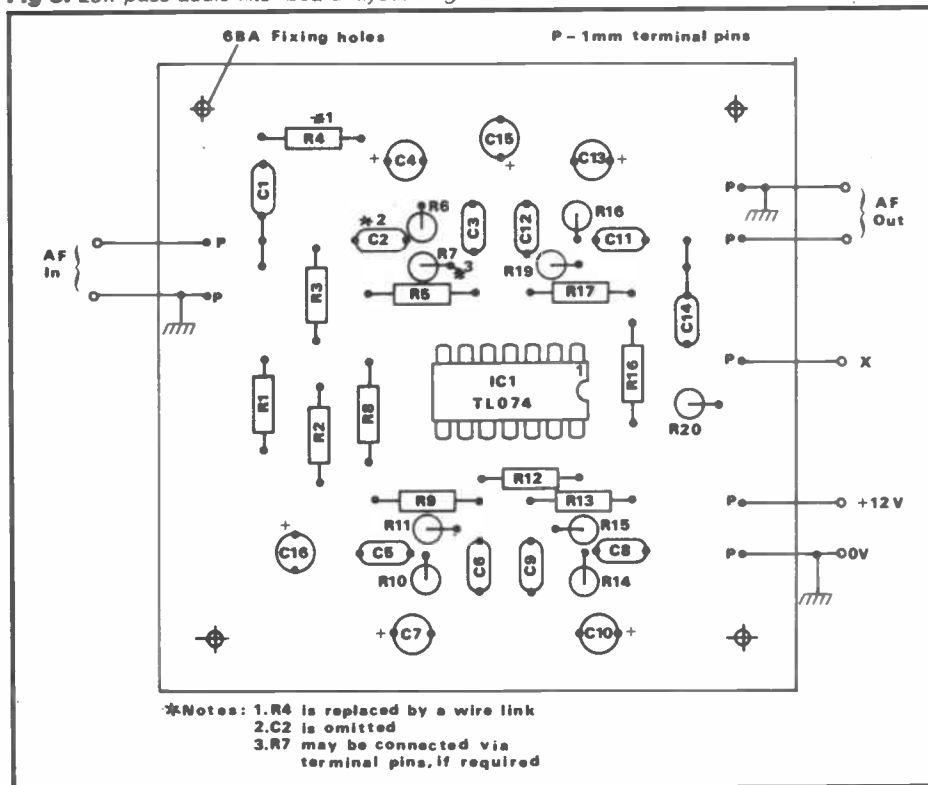 6BA Fixing holes
P - 1mm terminal pins
*1
R4
C4
C15
+
C13
+
+
C1
P
AF Out
R6
*2
C2
C3
C12
R16
C11
P
AF In
P
R7
*3
R19
R3
R5
R17
P
C14
IC1
1
TL074
R16
P
X
R1
R2
R8
R20
R12
R9
R13
P
+12V
+
R11
R15
C16
C5
C6
C9
C8
P
0V
R10
R14
+
C7
C10
+
*Notes: 1.R4 is replaced by a wire link
2.C2 is omitted
3.R7 may be connected via
terminal pins, if required